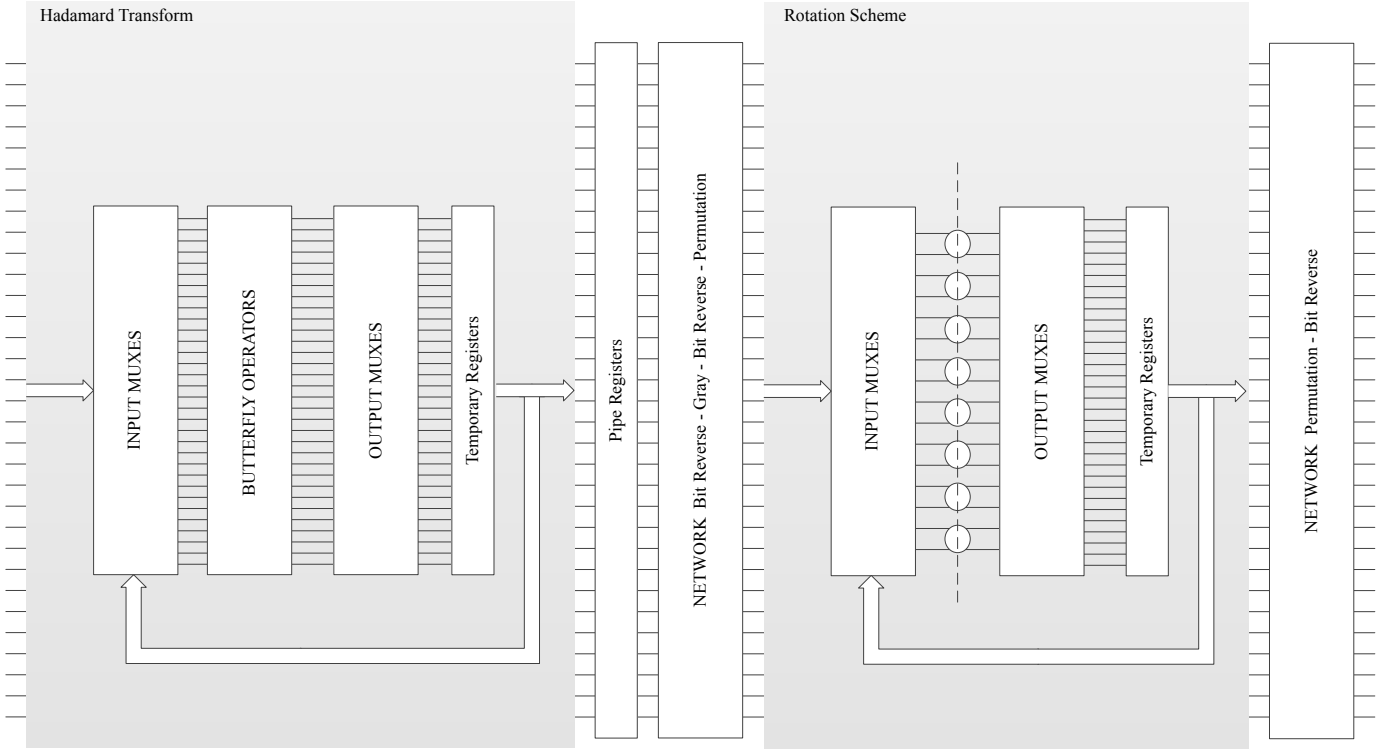 Hadamard Transform
Rotation Scheme
INPUT MUXES
BUTTERFLY OPERATORS
OUTPUT MUXES
Temporary Registers
Pipe Registers
NETWORK Bit Reverse - Gray - Bit Reverse - Permutation
INPUT MUXES
OUTPUT MUXES
Temporary Registers
NETWORK Permutation - Bit Reverse